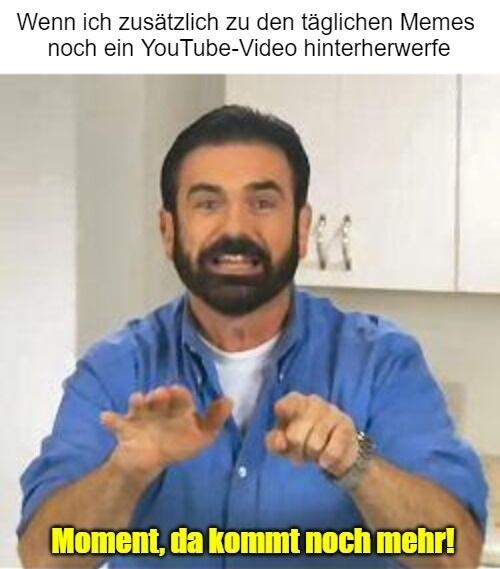 Wenn ich zusätzlich zu den täglichen Memes
noch ein YouTube-Video hinterherwerfe
Moment, da kommt noch mehr!